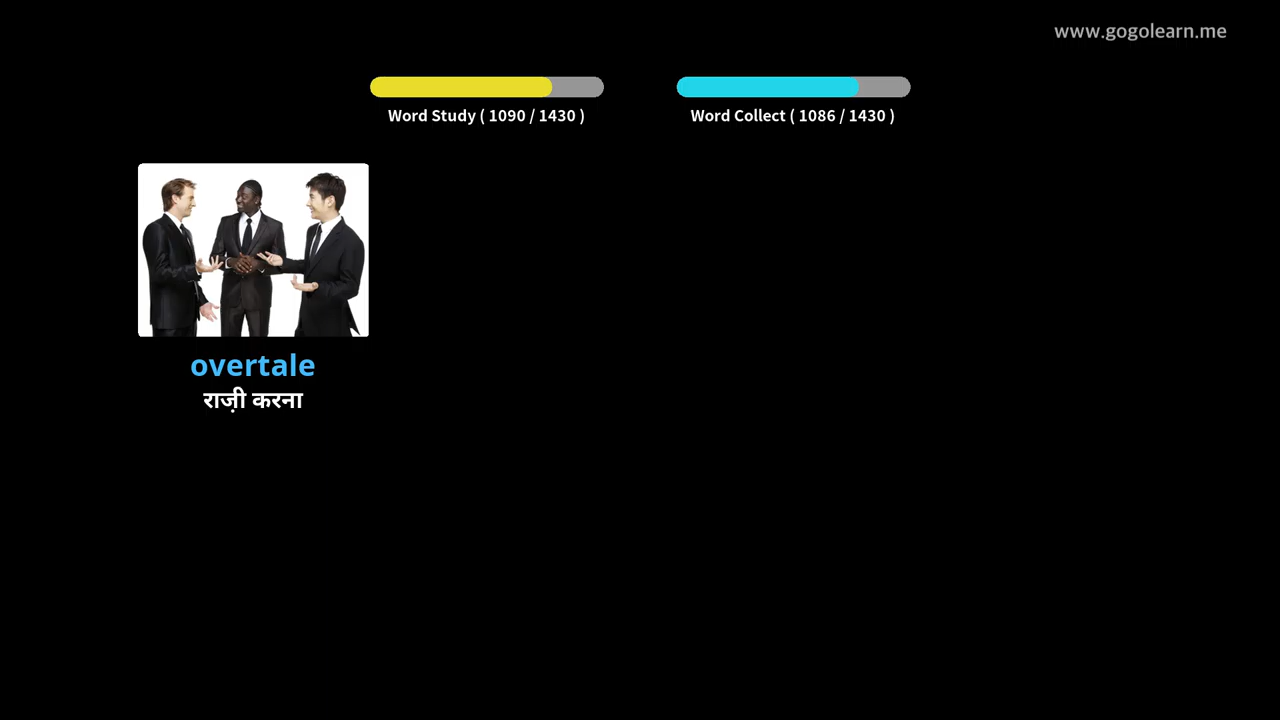 www.gogolearn.me
Word Study ( 1090 / 1430 )
Word Collect ( 1086 / 1430 )
overtale
राज़ी करना